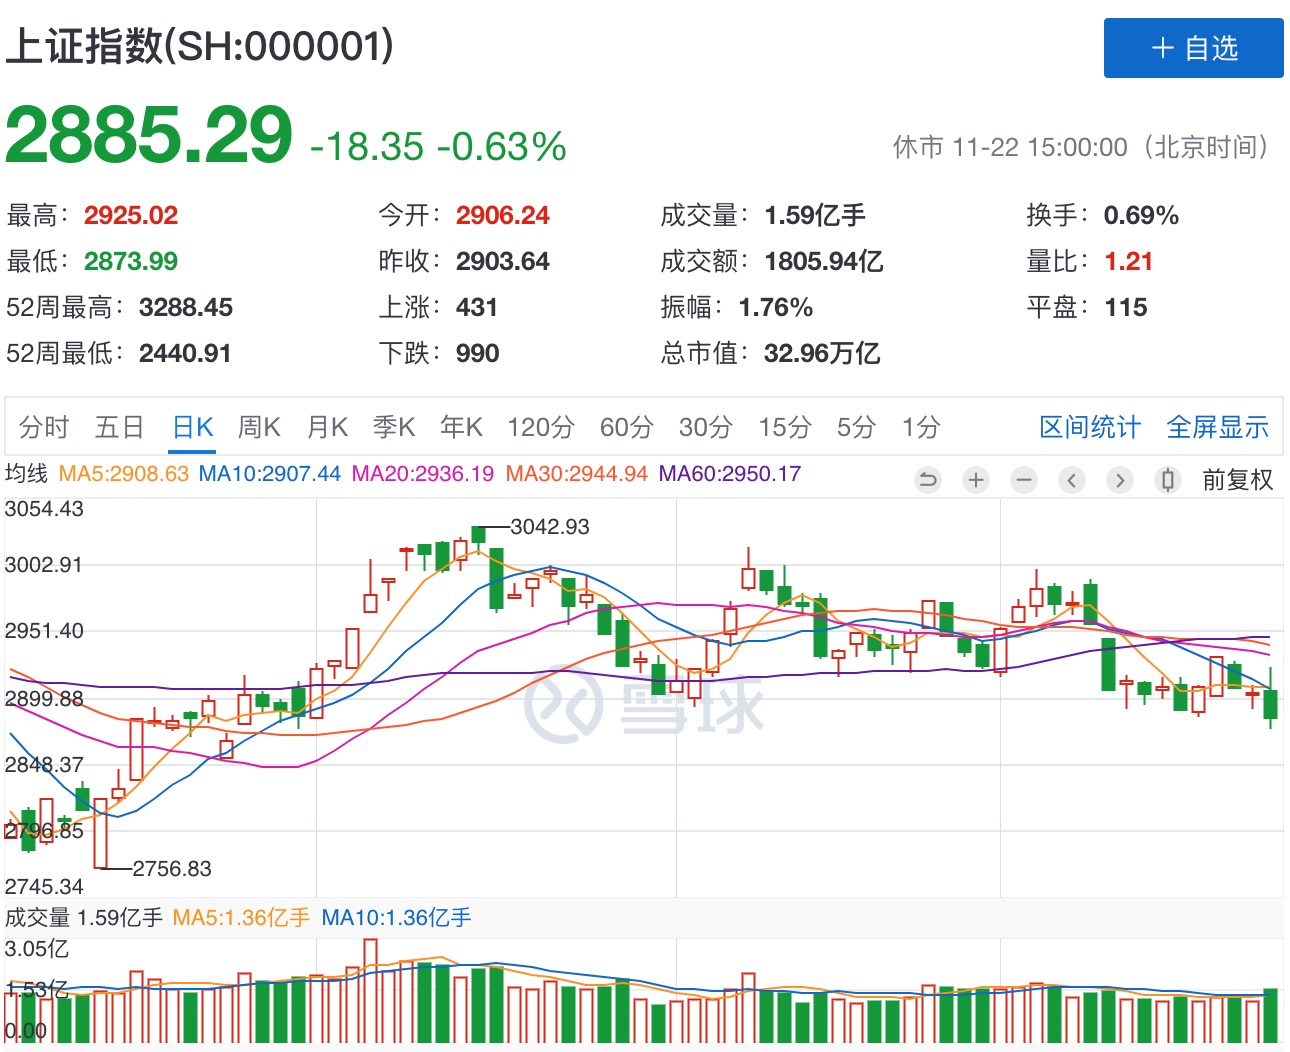 上证指数(SH:000001)
＋ 自选
2885.29 -18.35 -0.63%
休市 11-22 15:00:00（北京时间）
最高：2925.02 今开：2906.24 成交量：1.59亿手 换手：0.69%
最低：2873.99 昨收：2903.64 成交额：1805.94亿 量比：1.21
52周最高：3288.45 上涨：431 振幅：1.76% 平盘：115
52周最低：2440.91 下跌：990 总市值：32.96万亿
分时 五日 日K 周K 月K 季K 年K 120分 60分 30分 15分 5分 1分 区间统计 全屏显示
均线 MA5:2908.63 MA10:2907.44 MA20:2936.19 MA30:2944.94 MA60:2950.17 前复权
3054.43
3042.93
3002.91
2951.40
2899.88
雪球
2848.37
2796.85
2756.83
2745.34
成交量 1.59亿手 MA5:1.36亿手 MA10:1.36亿手
3.05亿
1.53亿
0.00